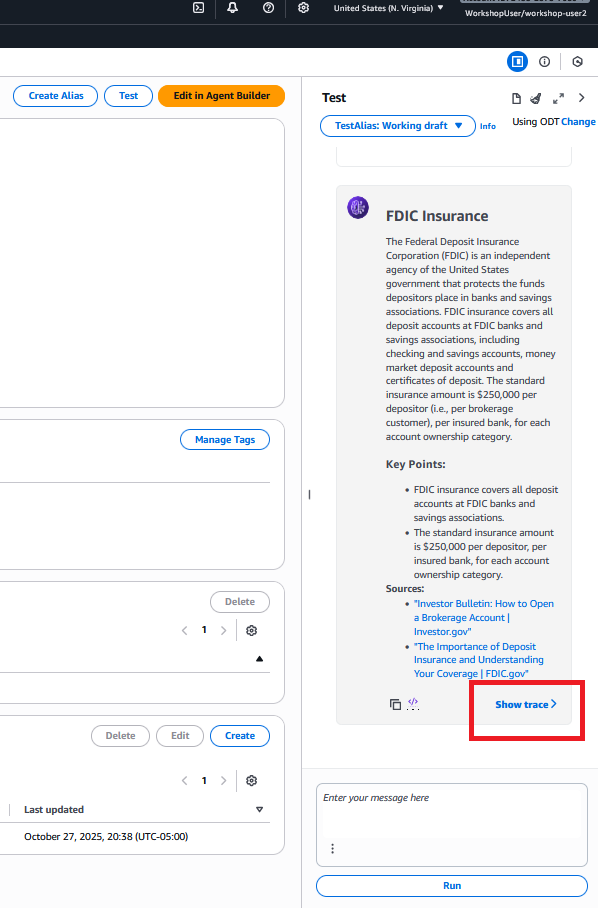 United States (N. Virginia)
WorkshopUser/workshop-user2
Create Alias
Test
Edit in Agent Builder
Test
TestAlias: Working draft
Info
Using ODT Change
FDIC Insurance
The Federal Deposit Insurance
Corporation (FDIC) is an independent
agency of the United States
government that protects the funds
depositors place in banks and savings
associations. FDIC insurance covers all
deposit accounts at FDIC banks and
savings associations, including
checking and savings accounts, money
market deposit accounts and
certificates of deposit. The standard
insurance amount is $250,000 per
depositor (i.e., per brokerage
customer), per insured bank, for each
account ownership category.
Manage Tags
Key Points:
• FDIC insurance covers all deposit
accounts at FDIC banks and
savings associations.
• The standard insurance amount
is $250,000 per depositor, per
insured bank, for each account
ownership category.
Sources:
• "Investor Bulletin: How to Open
a Brokerage Account |
Investor.gov"
• "The Importance of Deposit
Insurance and Understanding
Your Coverage | FDIC.gov"
Show trace
Delete
1
Delete
Edit
Create
1
Last updated
October 27, 2025, 20:38 (UTC-05:00)
Enter your message here
Run